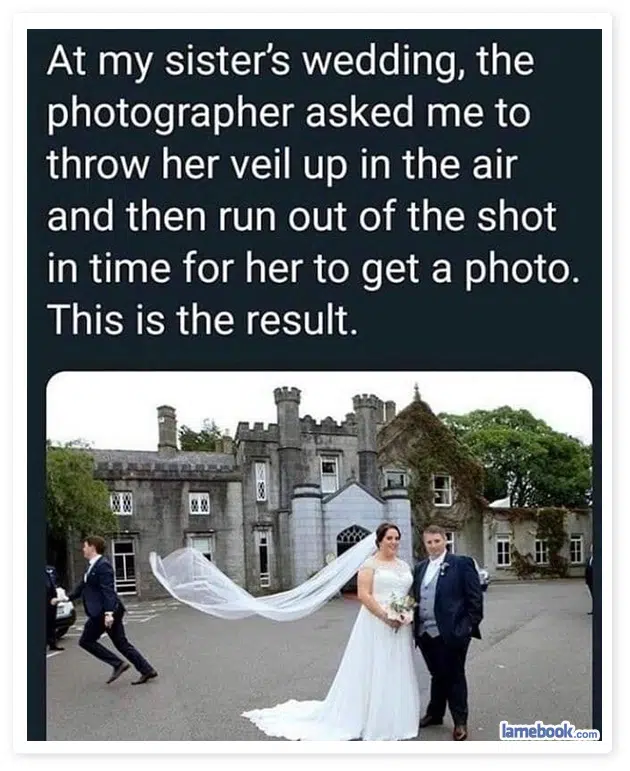 At my sister's wedding, the
photographer asked me to
throw her veil up in the air
and then run out of the shot
in time for her to get a photo.
This is the result.
lamebook.com